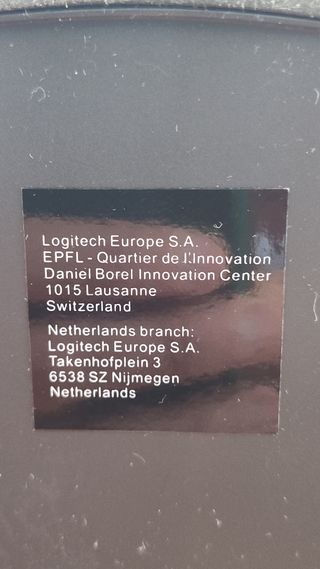 Logitech Europe S.A.
EPFL - Quartier de l'Innovation
Daniel Borel Innovation Center
1015 Lausanne
Switzerland
Netherlands branch:
Logitech Europe S.A.
Takenhofplein 3
6538 SZ Nijmegen
Netherlands